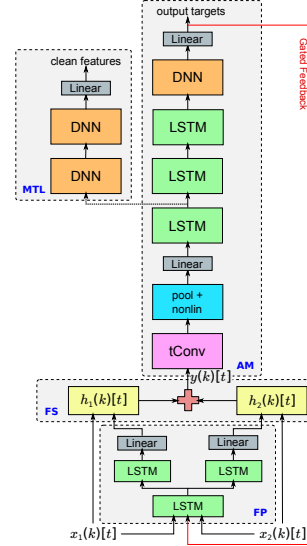 output targets
Linear
clean features
Linear
DNN
DNN
LSTM
DNN
LSTM
DNN
MTL
LSTM
Linear
pool +
nonlin
tConv
AM
y(k)[t]
h₁(k)[t]
h₂(k)[t]
FS
Linear
Linear
LSTM
LSTM
FP
LSTM
x₁(k)[t]
x₂(k)[t]
Gated Feedback